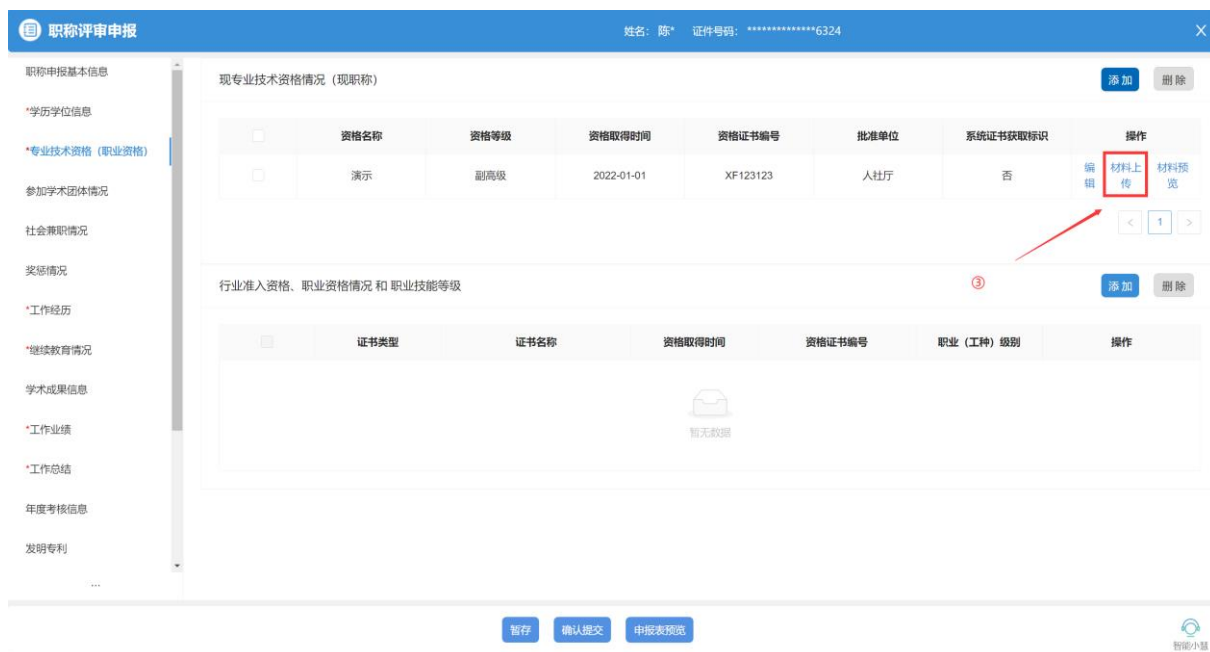 职称评审申报
姓名：陈* 证件号码：**************6324
X
职称申报基本信息
*学历学位信息
*专业技术资格（职业资格）
参加学术团体情况
社会兼职情况
奖惩情况
*工作经历
*继续教育情况
学术成果信息
*工作业绩
*工作总结
年度考核信息
发明专利
...
现专业技术资格情况（现职称）
添加 删除
资格名称 资格等级 资格取得时间 资格证书编号 批准单位 系统证书获取标识 操作
演示 副高级 2022-01-01 XF123123 人社厅 否 编辑 材料上传 材料预览
< 1 >
③
行业准入资格、职业资格情况 和 职业技能等级
添加 删除
证书类型 证书名称 资格取得时间 资格证书编号 职业（工种）级别 操作
暂无数据
暂存 确认提交 申报表预览
智能小慧